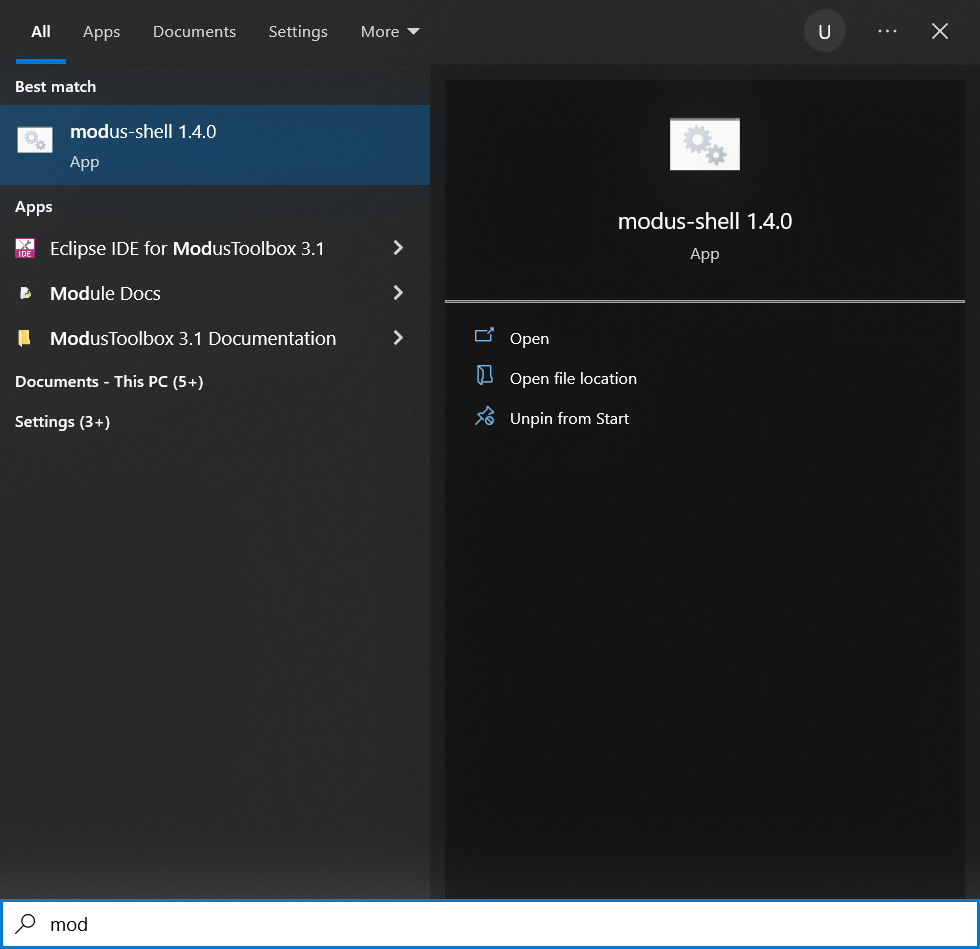 All Apps Documents Settings More U ...
Best match
modus-shell 1.4.0
App
Apps
IDE Eclipse IDE for ModusToolbox 3.1
Module Docs
ModusToolbox 3.1 Documentation
Documents - This PC (5+)
Settings (3+)
modus-shell 1.4.0
App
Open
Open file location
Unpin from Start
mod